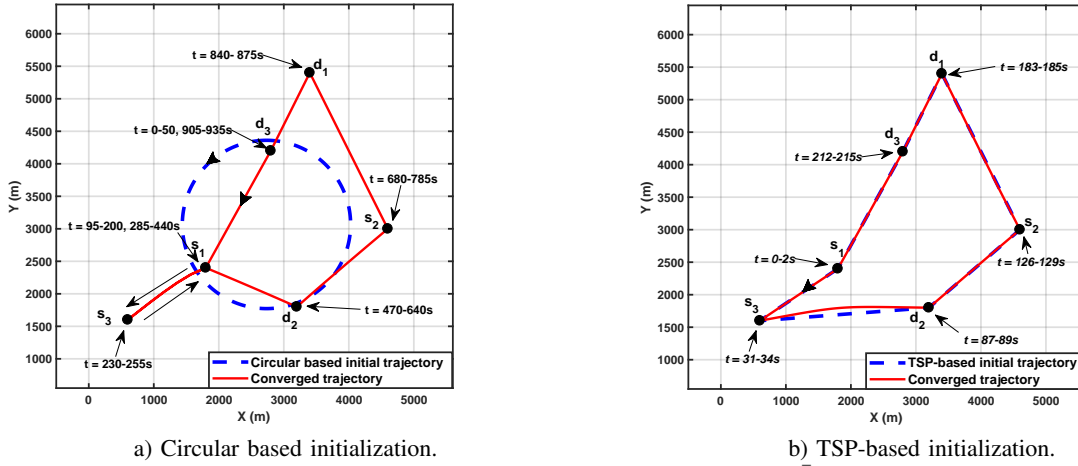 6000
5500
5000
4500
4000
3500
3000
2500
2000
1500
1000
Y (m)
0 1000 2000 3000 4000 5000
X (m)
t = 840- 875s
d1
d3
t = 0-50, 905-935s
t = 680-785s
s2
t = 95-200, 285-440s
s1
s3
d2
t = 470-640s
t = 230-255s
Circular based initial trajectory
Converged trajectory
a) Circular based initialization.
6000
5500
5000
4500
4000
3500
3000
2500
2000
1500
1000
Y (m)
0 1000 2000 3000 4000 5000
X (m)
d1
t = 183-185s
d3
t = 212-215s
s1
s2
t = 0-2s
t = 126-129s
s3
d2
t = 87-89s
t = 31-34s
TSP-based initial trajectory
Converged trajectory
b) TSP-based initialization.